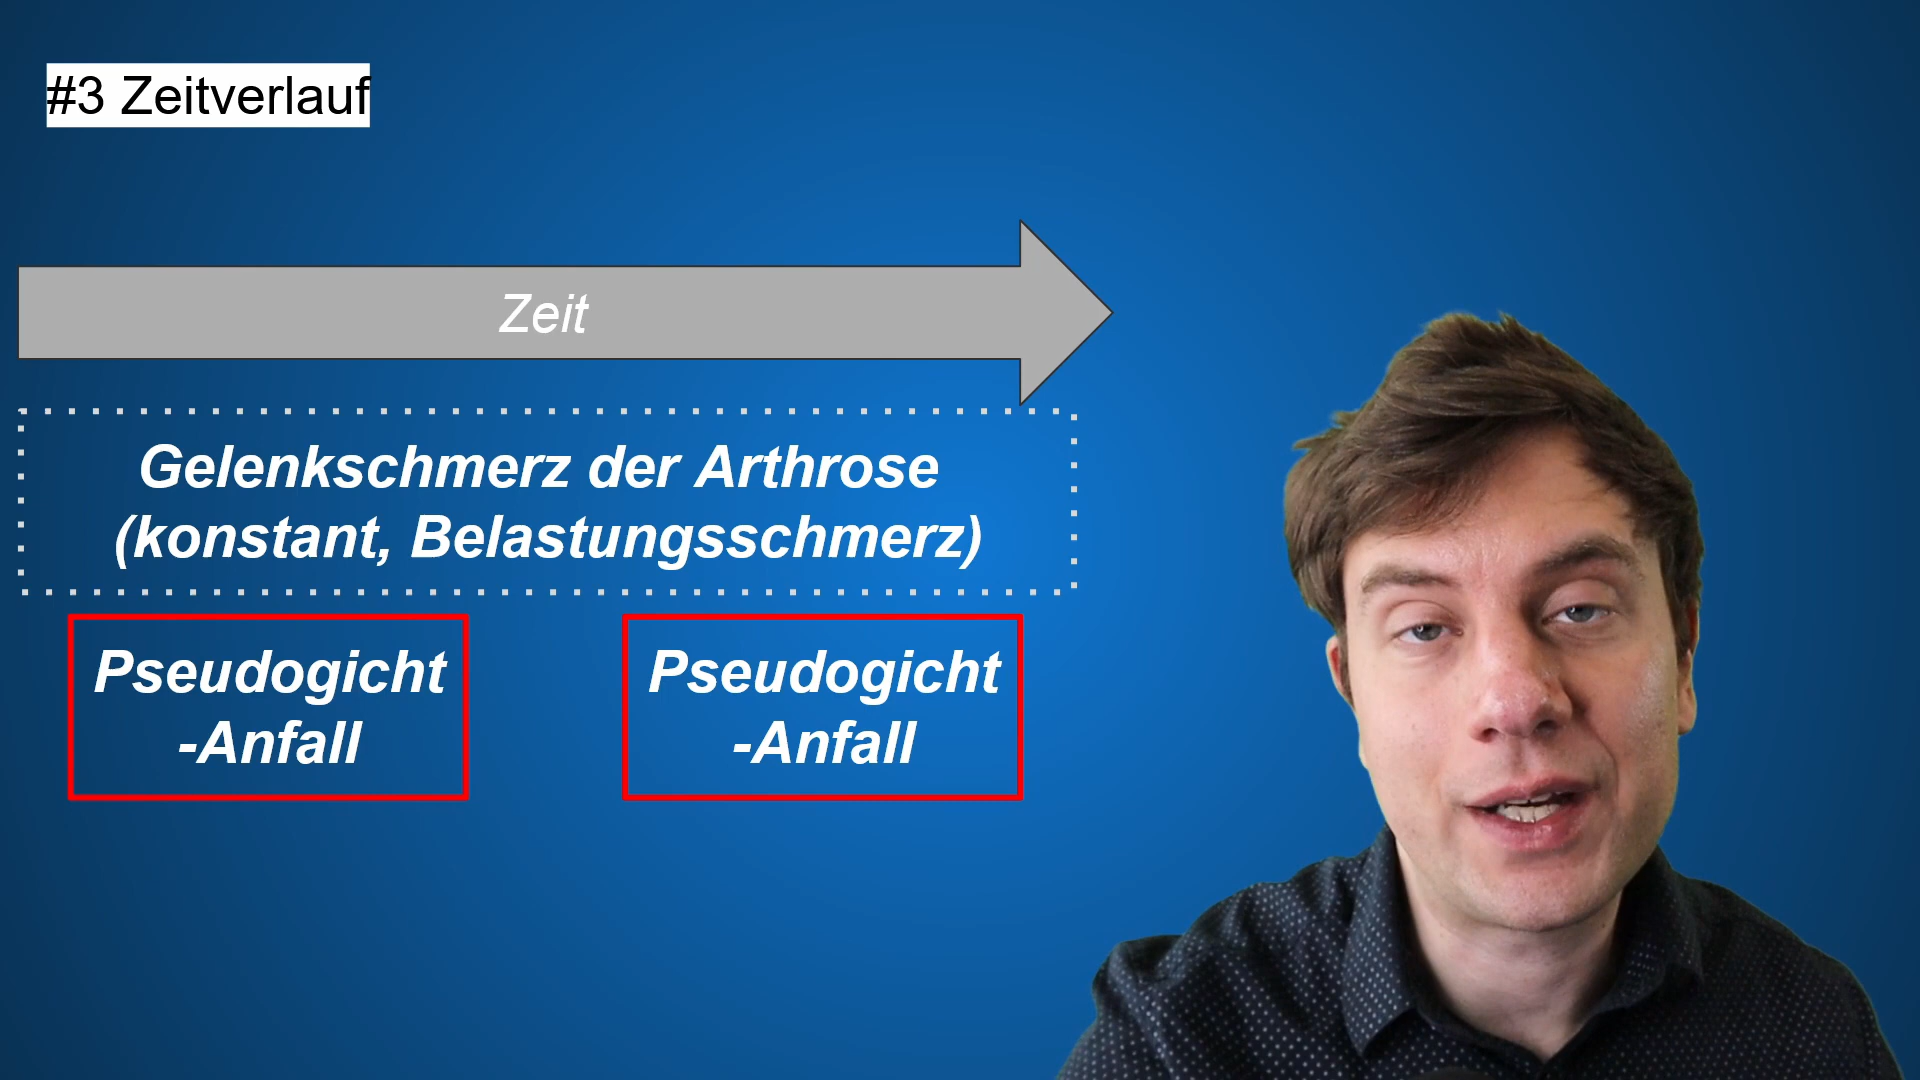 #3 Zeitverlauf
Zeit
Gelenkschmerz der Arthrose
(konstant, Belastungsschmerz)
Pseudogicht
-Anfall
Pseudogicht
-Anfall